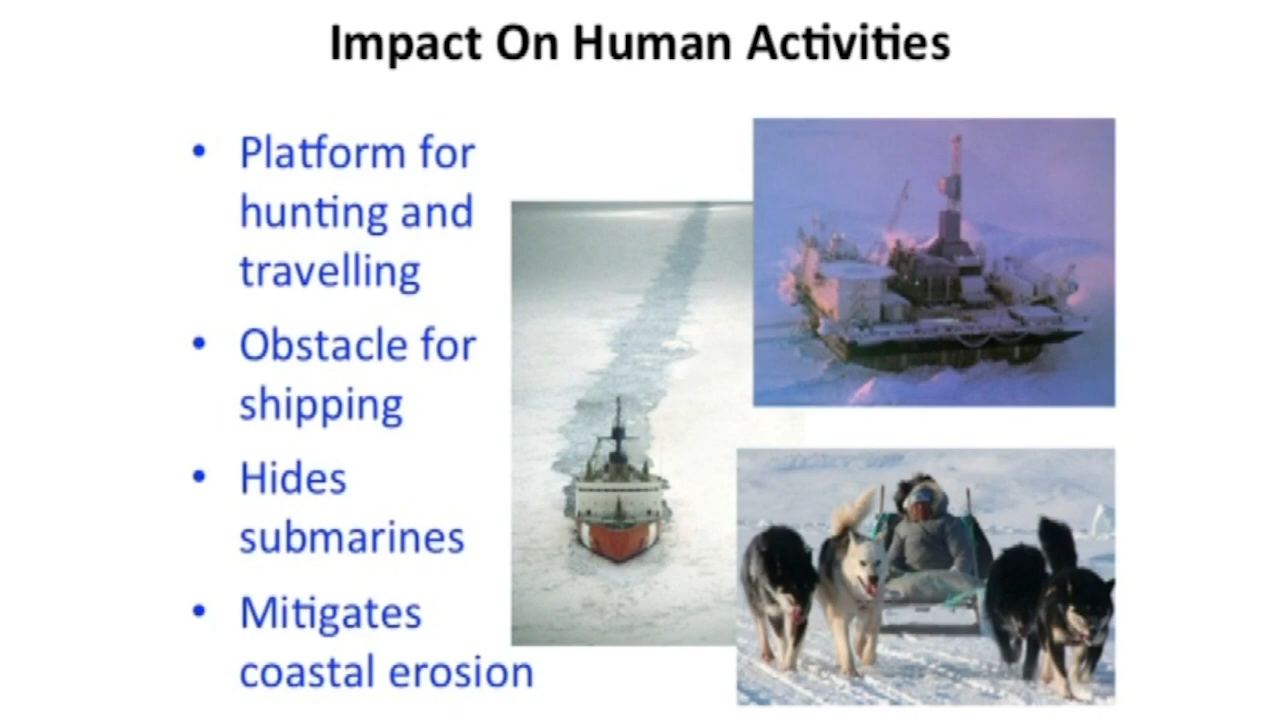 Impact On Human Activities
• Platform for
hunting and
travelling
• Obstacle for
shipping
• Hides
submarines
• Mitigates
coastal erosion